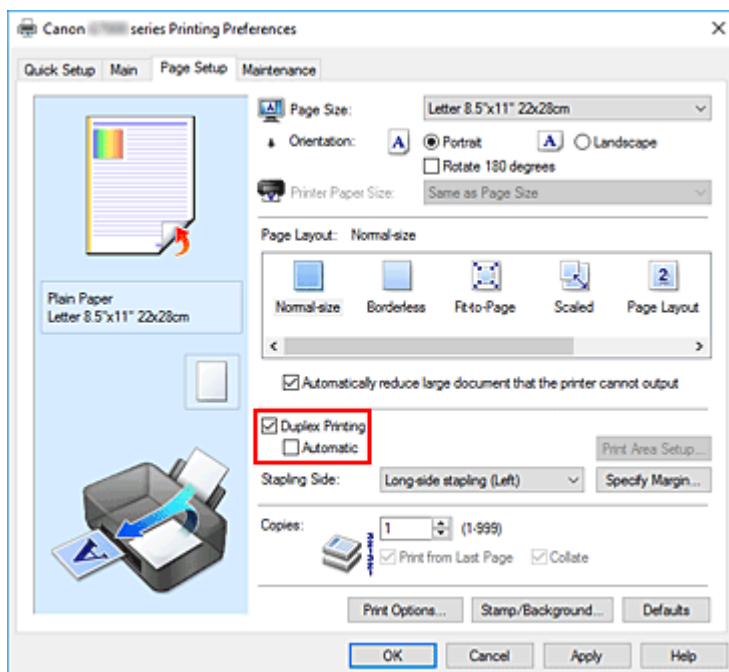 Canon series Printing Preferences
Quick Setup Main Page Setup Maintenance
Page Size: Letter 8.5"x11" 22x28cm
Orientation: A Portrait A Landscape
Rotate 180 degrees
Printer Paper Size: Same as Page Size
Page Layout: Normal-size
2
Normal-size Borderless Fit-to-Page Scaled Page Layout
Plain Paper
Letter 8.5"x11" 22x28cm
Automatically reduce large document that the printer cannot output
Duplex Printing
Automatic
Print Area Setup...
Stapling Side: Long-side stapling (Left) Specify Margin...
Copies: 1 (1-999)
Print from Last Page Collate
A
Print Options... Stamp/Background... Defaults
OK Cancel Apply Help